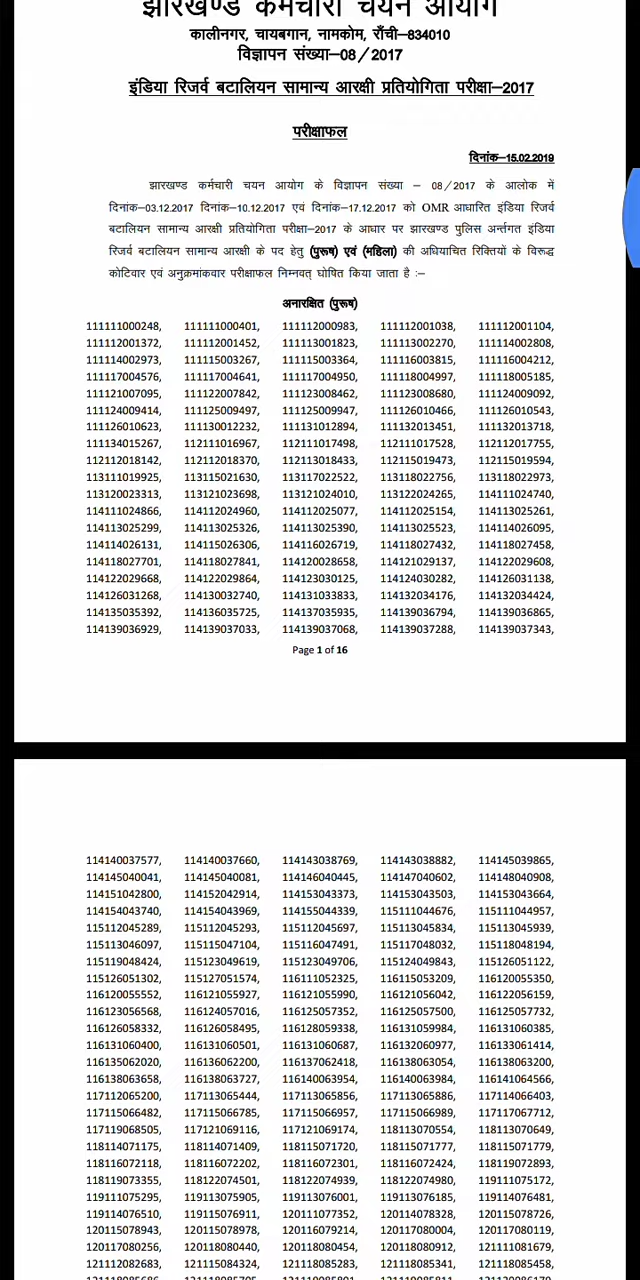 झारखण्ड कर्मचारी चयन आयोग
कालीनगर, चायबगान, नामकोम, राँची–834010
विज्ञापन संख्या–08/2017
इंडिया रिजर्व बटालियन सामान्य आरक्षी प्रतियोगिता परीक्षा–2017
परीक्षाफल
दिनांक–15.02.2019
झारखण्ड कर्मचारी चयन आयोग के विज्ञापन संख्या – 08/2017 के आलोक में
दिनांक–03.12.2017 दिनांक–10.12.2017 एवं दिनांक–17.12.2017 को OMR आधारित इंडिया रिजर्व
बटालियन सामान्य आरक्षी प्रतियोगिता परीक्षा–2017 के आधार पर झारखण्ड पुलिस अर्न्तगत इंडिया
रिजर्व बटालियन सामान्य आरक्षी के पद हेतु (पुरूष) एवं (महिला) की अधियाचित रिक्तियों के विरूद्ध
कोटिवार एवं अनुक्रमांकवार परीक्षाफल निम्नवत् घोषित किया जाता है :–
अनारक्षित (पुरूष)
111111000248, 111111000401, 111112000983, 111112001038, 111112001104,
111112001372, 111112001452, 111113001823, 111113002270, 111114002808,
111114002973, 111115003267, 111115003364, 111116003815, 111116004212,
111117004576, 111117004641, 111117004950, 111118004997, 111118005185,
111121007095, 111122007842, 111123008462, 111123008680, 111124009092,
111124009414, 111125009497, 111125009947, 111126010466, 111126010543,
111126010623, 111130012232, 111131012894, 111132013451, 111132013718,
111134015267, 112111016967, 112111017498, 112111017528, 112112017755,
112112018142, 112112018370, 112113018433, 112115019473, 112115019594,
113111019925, 113115021630, 113117022522, 113118022756, 113118022973,
113120023313, 113121023698, 113121024010, 113122024265, 114111024740,
114111024866, 114112024960, 114112025077, 114112025154, 114113025261,
114113025299, 114113025326, 114113025390, 114113025523, 114114026095,
114114026131, 114115026306, 114116026719, 114118027432, 114118027458,
114118027701, 114118027841, 114120028658, 114121029137, 114122029608,
114122029668, 114122029864, 114123030125, 114124030282, 114126031138,
114126031268, 114130032740, 114131033833, 114132034176, 114132034424,
114135035392, 114136035725, 114137035935, 114139036794, 114139036865,
114139036929, 114139037033, 114139037068, 114139037288, 114139037343,
Page 1 of 16
114140037577, 114140037660, 114143038769, 114143038882, 114145039865,
114145040041, 114145040081, 114146040445, 114147040602, 114148040908,
114151042800, 114152042914, 114153043373, 114153043503, 114153043664,
114154043740, 114154043969, 114155044339, 115111044676, 115111044957,
115112045289, 115112045293, 115112045697, 115113045834, 115113045939,
115113046097, 115115047104, 115116047491, 115117048032, 115118048194,
115119048424, 115123049619, 115123049706, 115124049843, 115126051122,
115126051302, 115127051574, 116111052325, 116115053209, 116120055350,
116120055552, 116121055927, 116121055990, 116121056042, 116122056159,
116123056568, 116124057016, 116125057352, 116125057500, 116125057732,
116126058332, 116126058495, 116128059338, 116131059984, 116131060385,
116131060400, 116131060501, 116131060687, 116132060977, 116133061414,
116135062020, 116136062200, 116137062418, 116138063054, 116138063200,
116138063658, 116138063727, 116140063954, 116140063984, 116141064566,
117112065200, 117113065444, 117113065856, 117113065886, 117114066403,
117115066482, 117115066785, 117115066957, 117115066989, 117117067712,
117119068505, 117121069116, 117121069174, 118113070554, 118113070649,
118114071175, 118114071409, 118115071720, 118115071777, 118115071779,
118116072118, 118116072202, 118116072301, 118116072424, 118119072893,
118119073355, 118122074501, 118122074939, 118122074980, 119111075172,
119111075295, 119113075905, 119113076001, 119113076185, 119114076481,
119114076510, 119115076911, 120111077352, 120114078328, 120115078726,
120115078943, 120115078978, 120116079214, 120117080004, 120117080119,
120117080256, 120118080440, 120118080454, 120118080912, 121111081679,
121112082683, 121115084324, 121118085283, 121118085341, 121118085458,